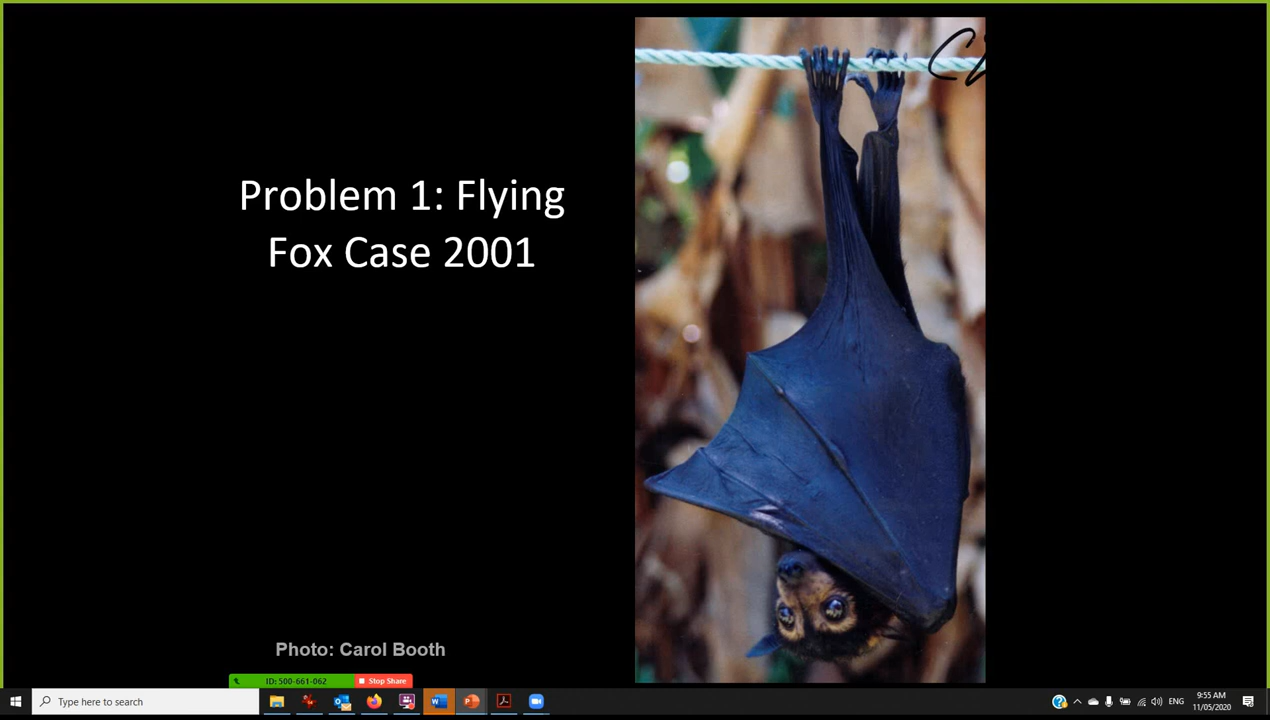 Problem 1: Flying
Fox Case 2001
Photo: Carol Booth
ID: 500-661-062
Stop Share
Type here to search
ENG
9:55 AM
11/05/2020